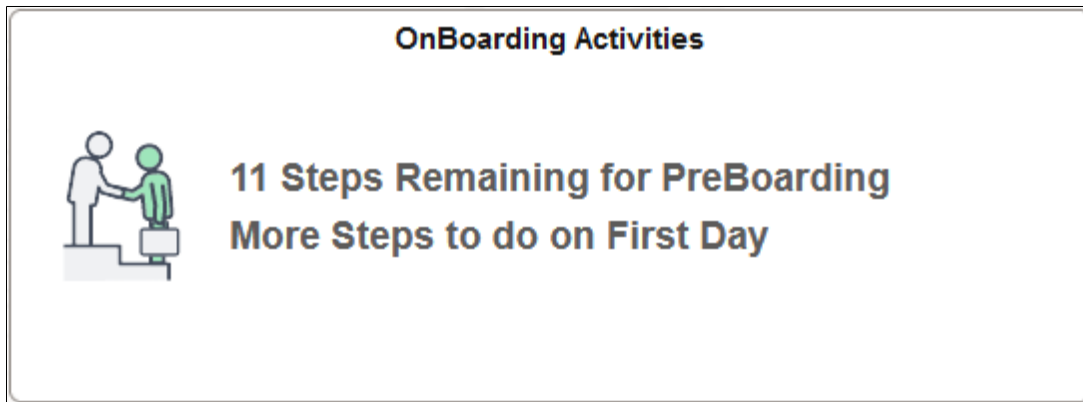 OnBoarding Activities
11 Steps Remaining for PreBoarding
More Steps to do on First Day